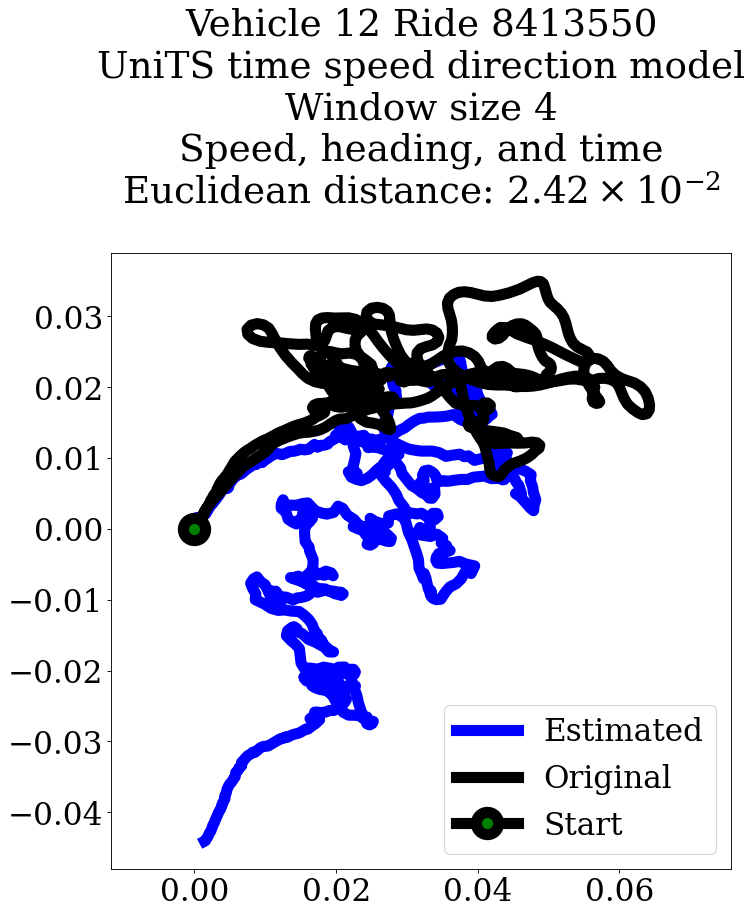 Vehicle 12 Ride 8413550
UniTS time speed direction model
Window size 4
Speed, heading, and time
Euclidean distance: 2.42 × 10⁻²
0.03
0.02
0.01
0.00
−0.01
−0.02
−0.03
−0.04
Estimated
Original
Start
0.00 0.02 0.04 0.06